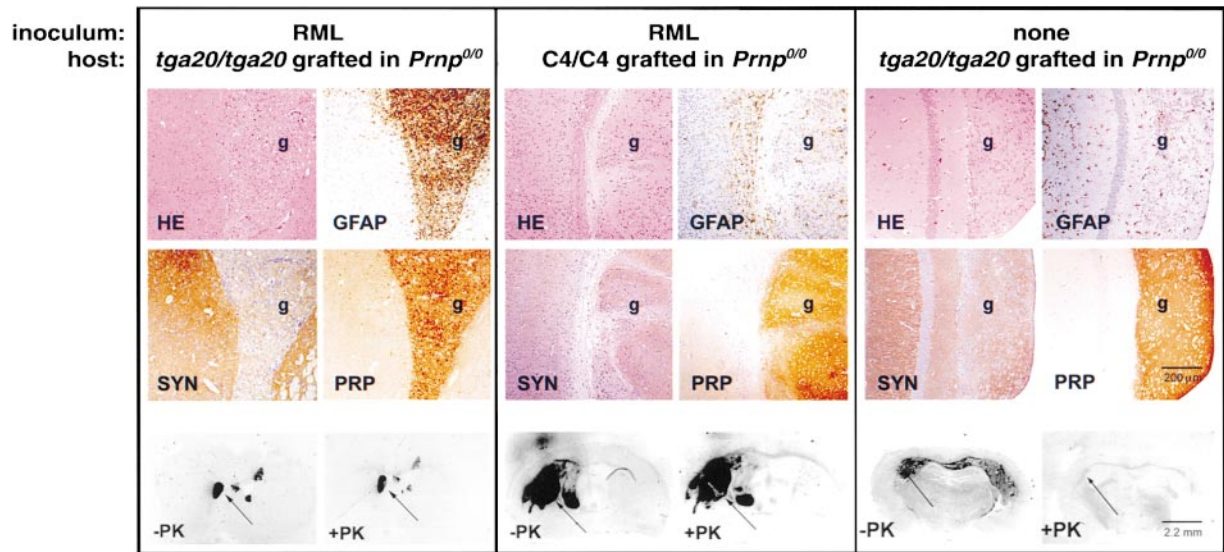 inoculum: RML RML none
host: tga20/tga20 grafted in Prnp0/0 C4/C4 grafted in Prnp0/0 tga20/tga20 grafted in Prnp0/0
g g g g g g
HE GFAP HE GFAP HE GFAP
g g g g g g
200 µm
SYN PRP SYN PRP SYN PRP
-PK +PK -PK +PK -PK +PK
2.2 mm